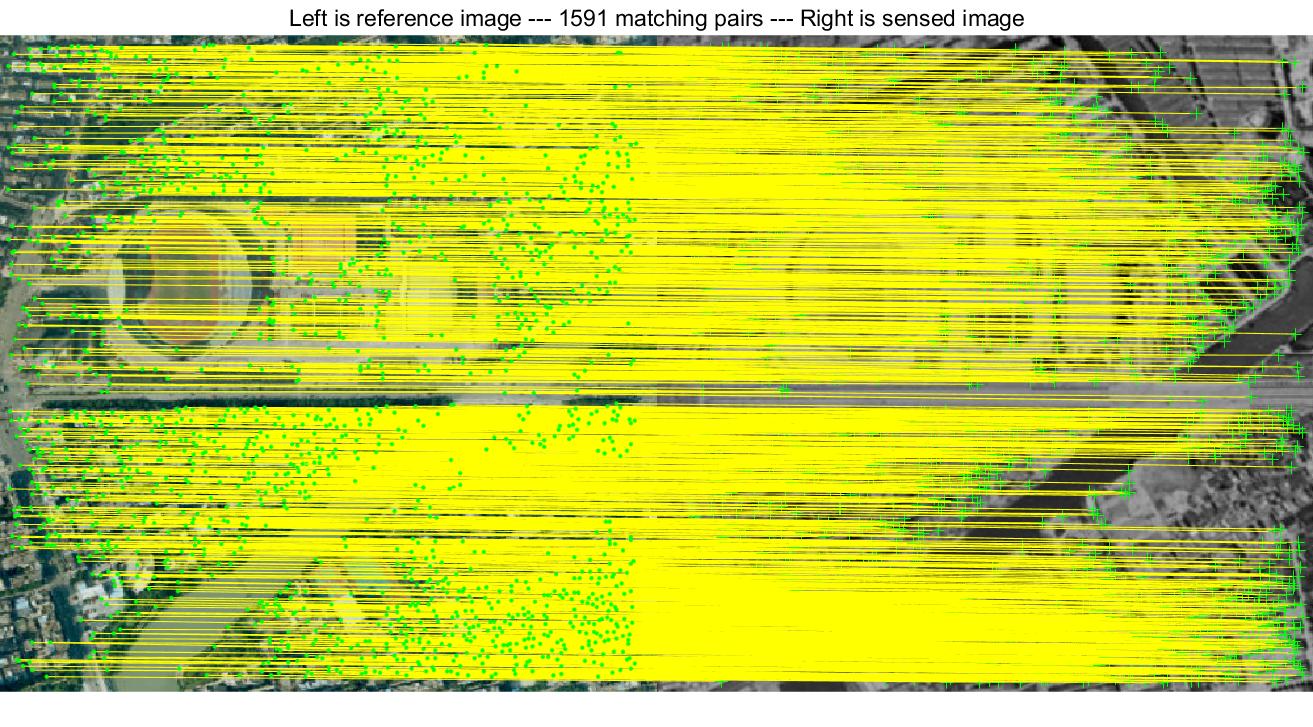 Left is reference image --- 1591 matching pairs --- Right is sensed image